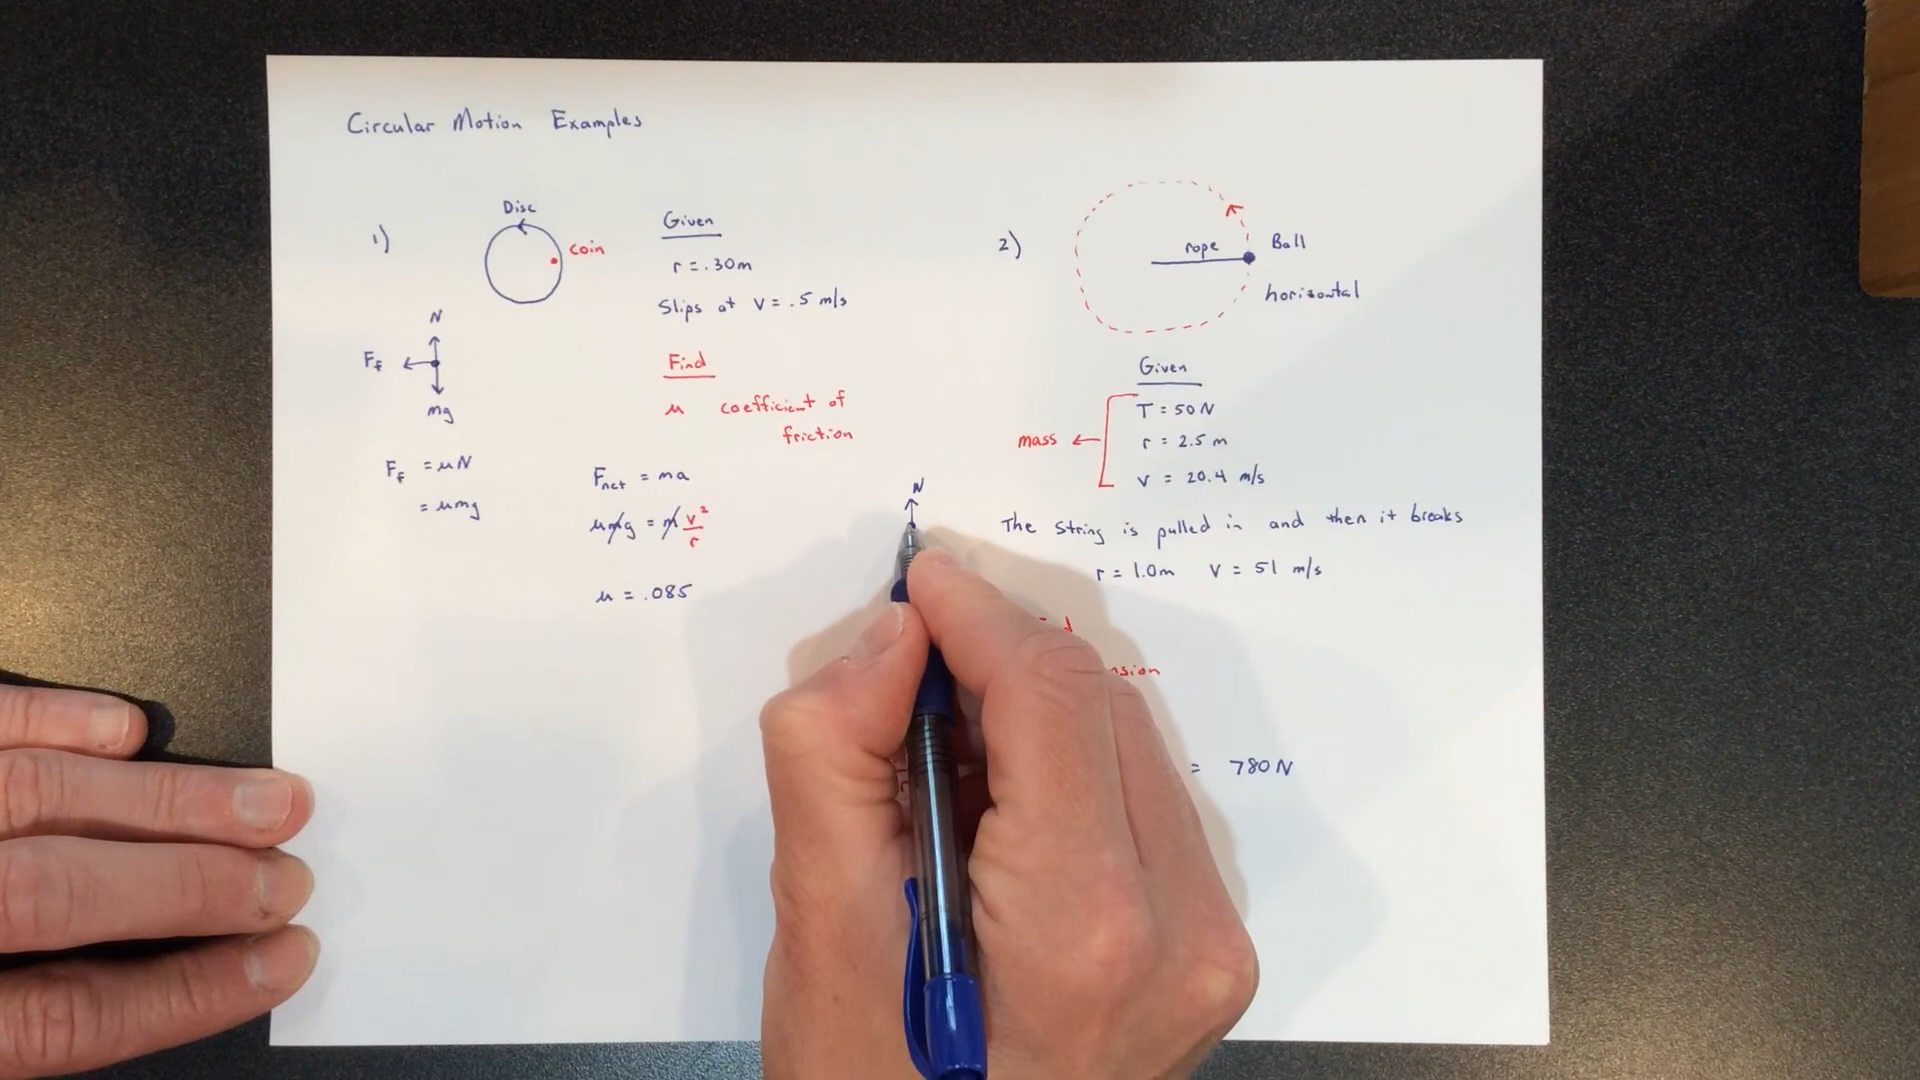 Circular Motion Examples
1)
Disc
coin
Given
r = .30m
Slips at v = .5 m/s
N
Ff
mg
Find
μ coefficient of
friction
Ff = μN
= μmg
Fnet = ma
μmg = m v²/r
μ = .085
2)
rope
Ball
horizontal
Given
mass
T = 50N
r = 2.5 m
v = 20.4 m/s
N
The string is pulled in and then it breaks
r = 1.0m v = 51 m/s
= 780N